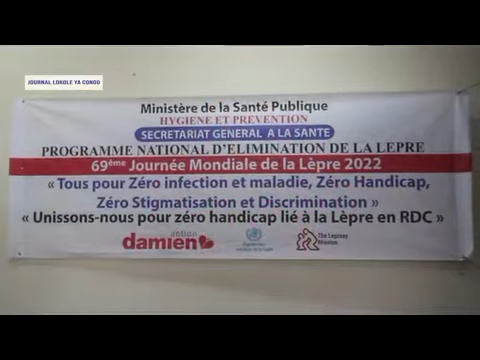 JOURNAL LOKOLE YA CONGO
Ministère de la Santé Publique
HYGIENE ET PREVENTION
SECRETARIAT GENERAL A LA SANTE
PROGRAMME NATIONAL D'ELIMINATION DE LA LEPRE
69ème Journée Mondiale de la Lèpre 2022
« Tous pour Zéro infection et maladie, Zéro Handicap,
Zéro Stigmatisation et Discrimination »
« Unissons-nous pour zéro handicap lié à la Lèpre en RDC »
action
damien
The Leprosy
Mission